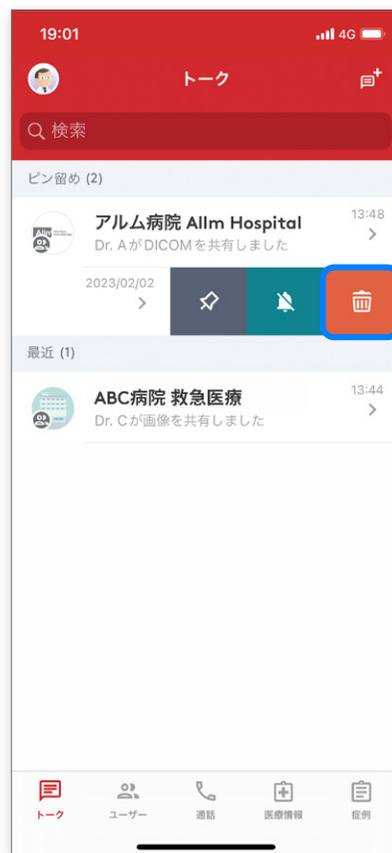 19:01
4G
トーク
検索
ピン留め (2)
アルム病院 Allm Hospital
13:48
Dr. AがDICOMを共有しました
2023/02/02
最近 (1)
ABC病院 救急医療
13:44
Dr. Cが画像を共有しました
トーク ユーザー 通話 医療情報 症例